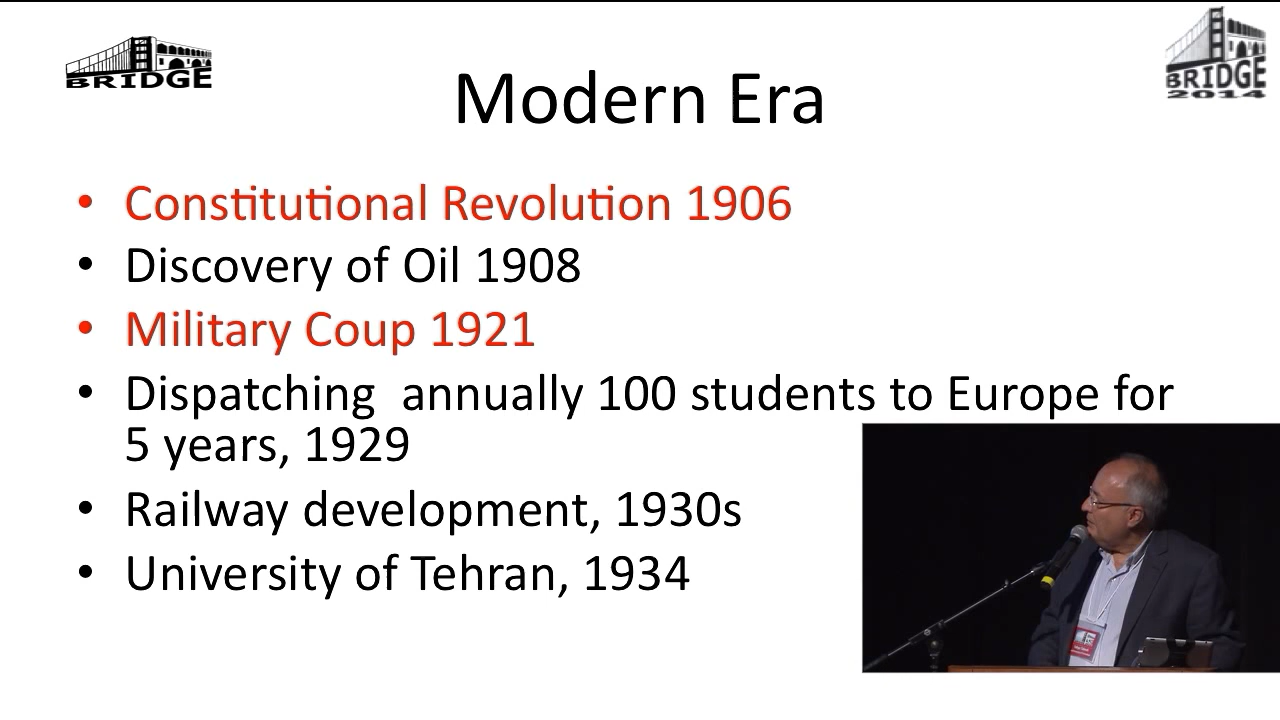 BRIDGE
BRIDGE
2014
Modern Era
• Constitutional Revolution 1906
• Discovery of Oil 1908
• Military Coup 1921
• Dispatching  annually 100 students to Europe for
5 years, 1929
• Railway development, 1930s
• University of Tehran, 1934